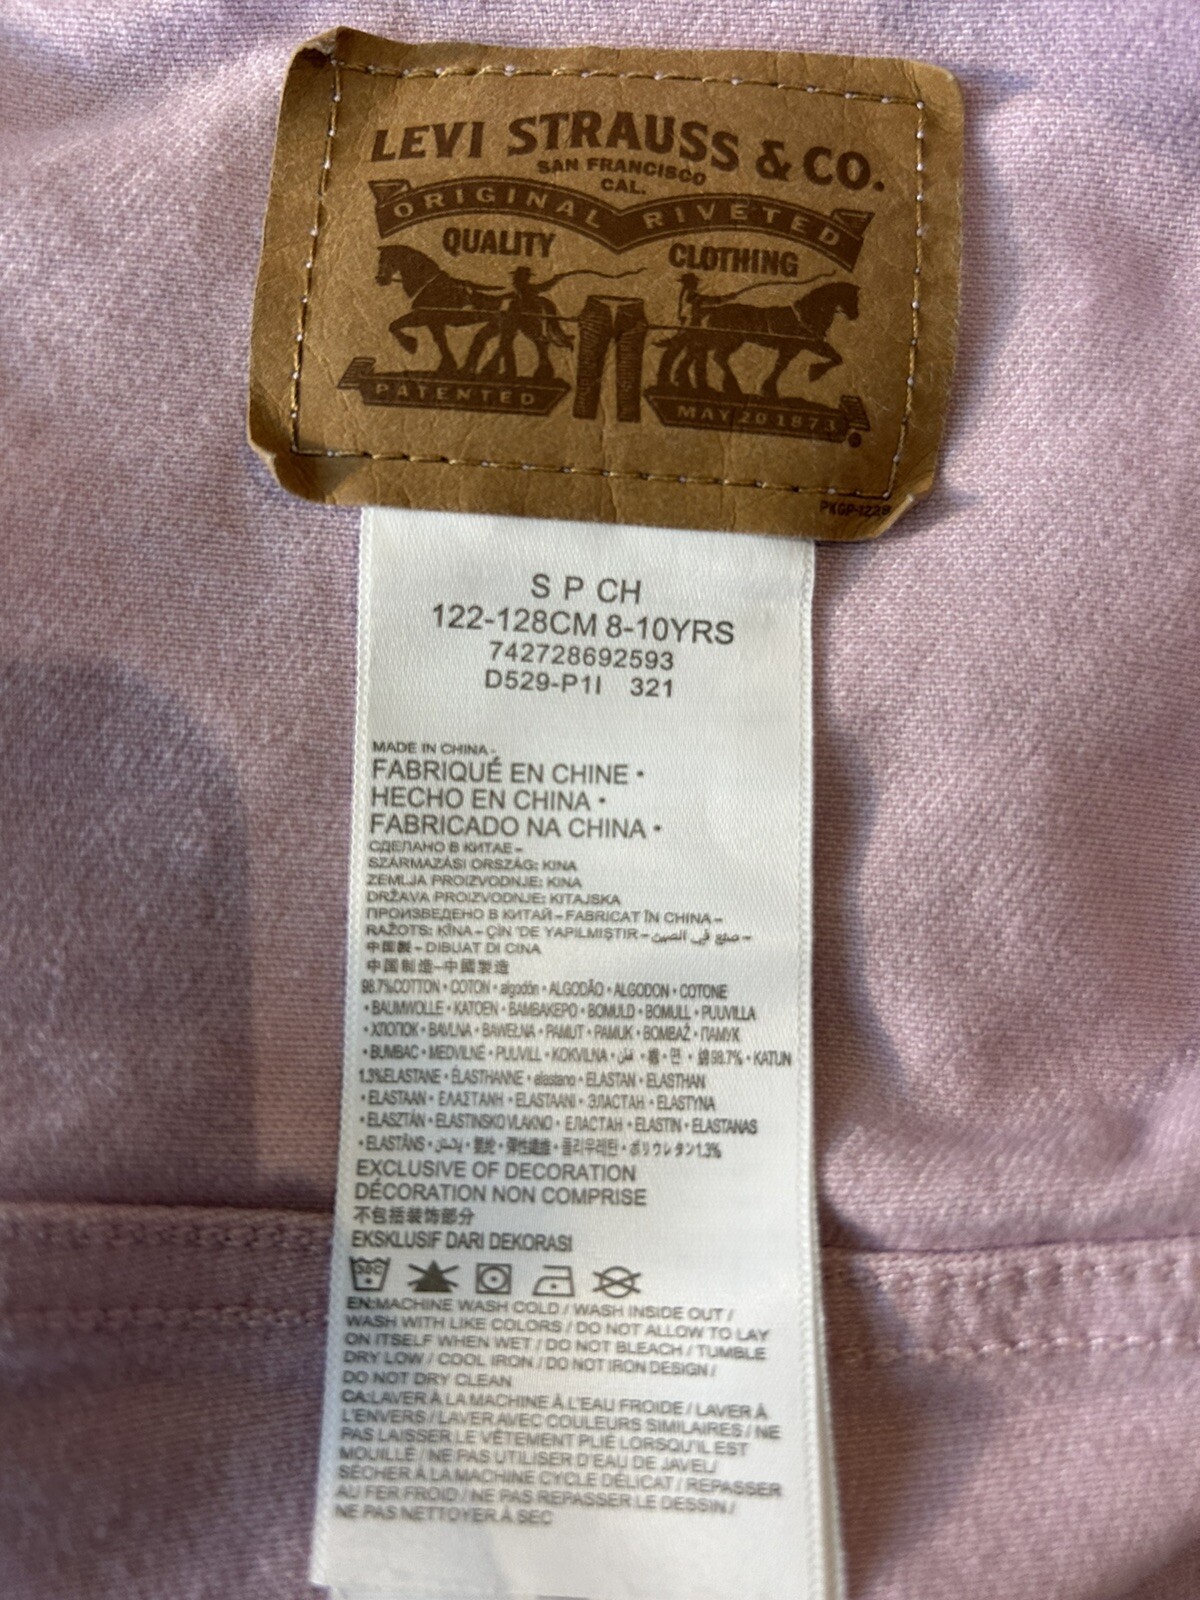 LEVI STRAUSS & CO.
SAN FRANCISCO
CAL.
ORIGINAL RIVETED
QUALITY CLOTHING
PATENTED MAY 20 1873
®
PKGP-1228
S P CH
122-128CM 8-10YRS
742728692593
D529-P1I 321
MADE IN CHINA -
FABRIQUÉ EN CHINE •
HECHO EN CHINA •
FABRICADO NA CHINA •
СДЕЛАНО В КИТАЕ –
SZÁRMAZÁSI ORSZÁG: KINA
ZEMLJA PROIZVODNJE: KINA
DRŽAVA PROIZVODNJE: KITAJSKA
ПРОИЗВЕДЕНО В КИТАЙ – FABRICAT ÎN CHINA –
RAŽOTS: KĪNA – ÇİN 'DE YAPILMIŞTIR – صنع في الصين –
中国製 - DIBUAT DI CINA
中国制造–中國製造
98.7%COTTON • COTON • algodón • ALGODÃO • ALGODON • COTONE
• BAUMWOLLE • KATOEN • BAMBAKEPO • BOMULD • BOMULL • PUUVILLA
• ХЛОПОК • BAVLNA • BAWEŁNA • PAMUT • PAMUK • BOMBAŽ • ПАМУК
• BUMBAC • MEDVILNĖ • PUUVILL • KOKVILNA • قطن • 棉 • 면 • 綿98.7% • KATUN
1.3%ELASTANE • ÉLASTHANNE • elastano • ELASTAN • ELASTHAN
• ELASTAAN • ΕΛΑΣΤΑΝΗ • ELASTAANI • ЭЛАСТАН • ELASTYNA
• ELASZTÁN • ELASTINSKO VLAKNO • ЕЛАСТАН • ELASTIN • ELASTANAS
• ELASTĀNS • • 氨纶 • 彈性纖維 • 폴리우레탄 • ポリウレタン1.3%
EXCLUSIVE OF DECORATION
DÉCORATION NON COMPRISE
不包括装饰部分
EKSKLUSIF DARI DEKORASI
EN:MACHINE WASH COLD / WASH INSIDE OUT /
WASH WITH LIKE COLORS / DO NOT ALLOW TO LAY
ON ITSELF WHEN WET / DO NOT BLEACH / TUMBLE
DRY LOW / COOL IRON / DO NOT IRON DESIGN /
DO NOT DRY CLEAN
CA:LAVER À LA MACHINE À L'EAU FROIDE / LAVER À
L'ENVERS / LAVER AVEC COULEURS SIMILAIRES / NE
PAS LAISSER LE VÊTEMENT PLIÉ LORSQU'IL EST
MOUILLÉ / NE PAS UTILISER D'EAU DE JAVEL/
SÉCHER À LA MACHINE CYCLE DÉLICAT / REPASSER
AU FER FROID / NE PAS REPASSER LE DESSIN /
NE PAS NETTOYER À SEC